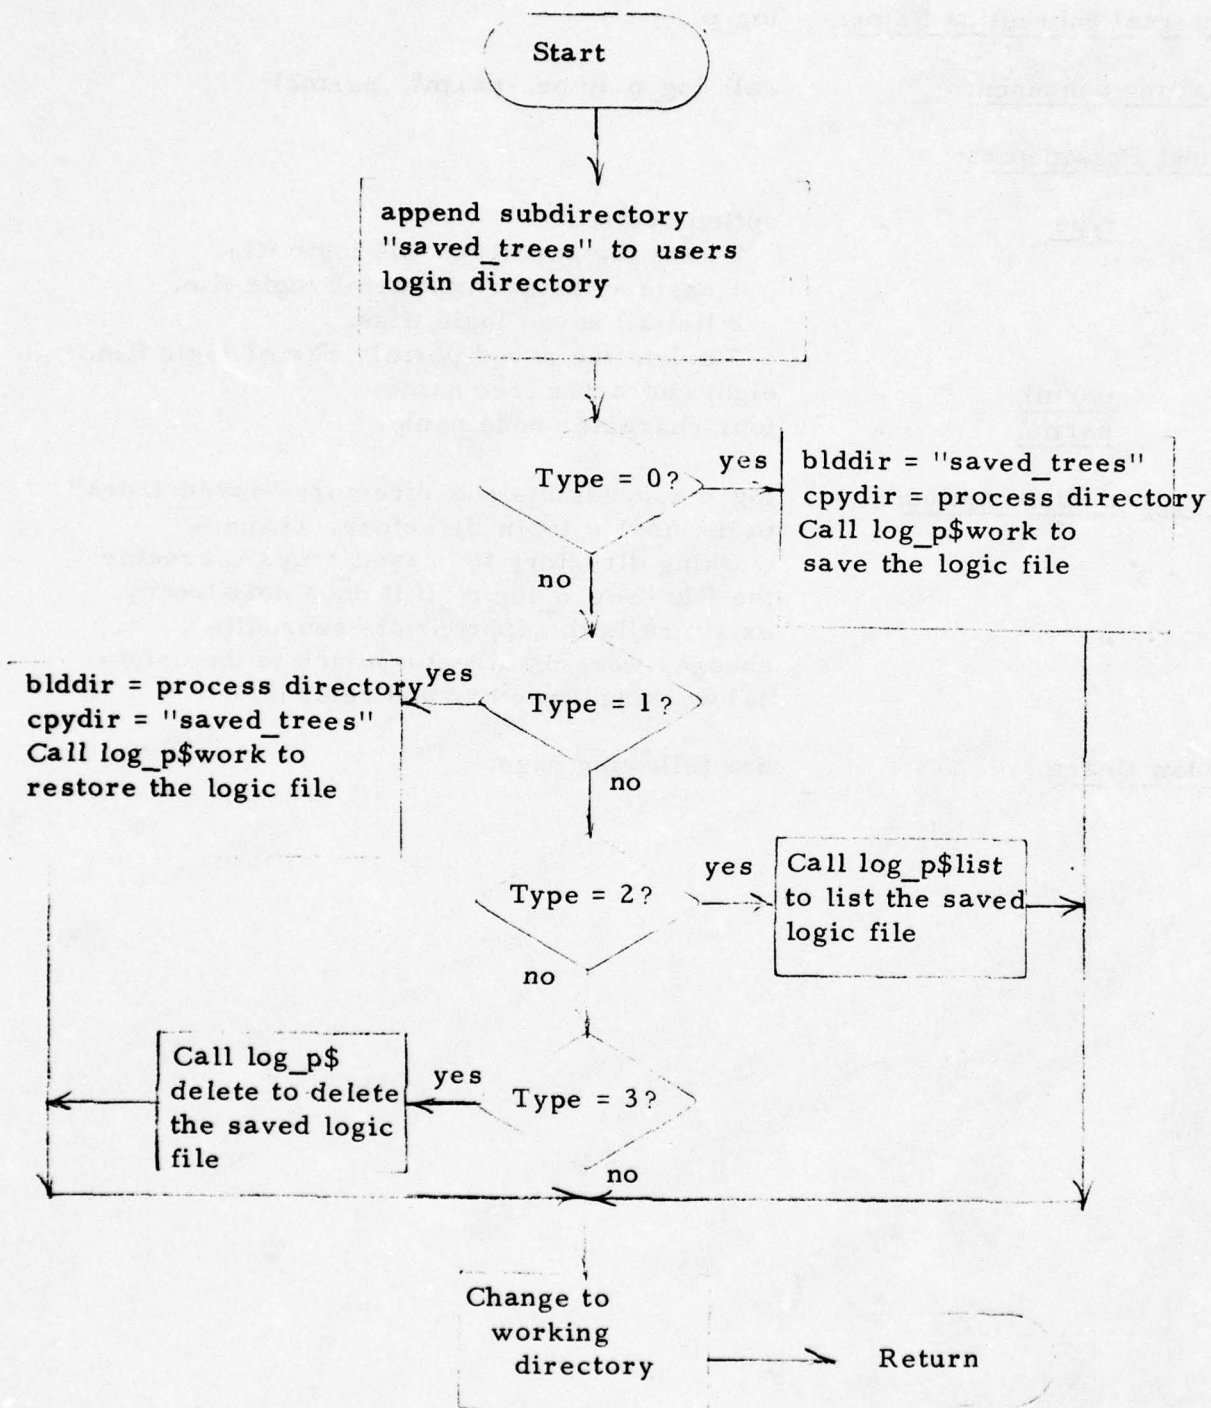 Start
append subdirectory
"saved_trees" to users
login directory
Type = 0?
yes
blddir = "saved_trees"
cpydir = process directory
Call log_p$work to
save the logic file
no
blddir = process directory
cpydir = "saved_trees"
Call log_p$work to
restore the logic file
yes
Type = 1?
no
Type = 2?
yes
Call log_p$list
to list the saved
logic file
no
Call log_p$
delete to delete
the saved logic
file
yes
Type = 3?
no
Change to
working
directory
Return